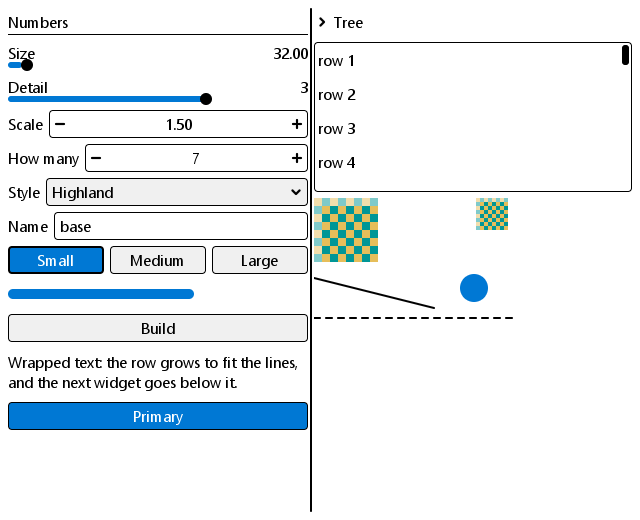 Numbers
Size 32.00
Detail 3
Scale − 1.50 +
How many − 7 +
Style Highland
Name base
Small Medium Large
Build
Wrapped text: the row grows to fit the lines,
and the next widget goes below it.
Primary
Tree
row 1
row 2
row 3
row 4